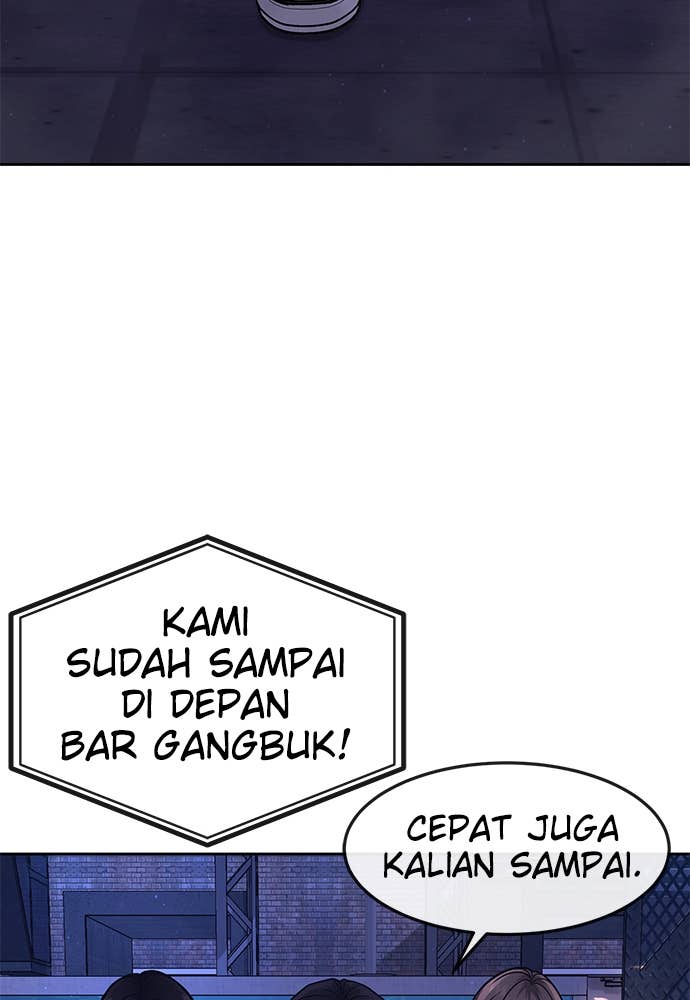 KAMI
SUDAH SAMPAI
DI DEPAN
BAR GANGBUK!
CEPAT JUGA
KALIAN SAMPAI.